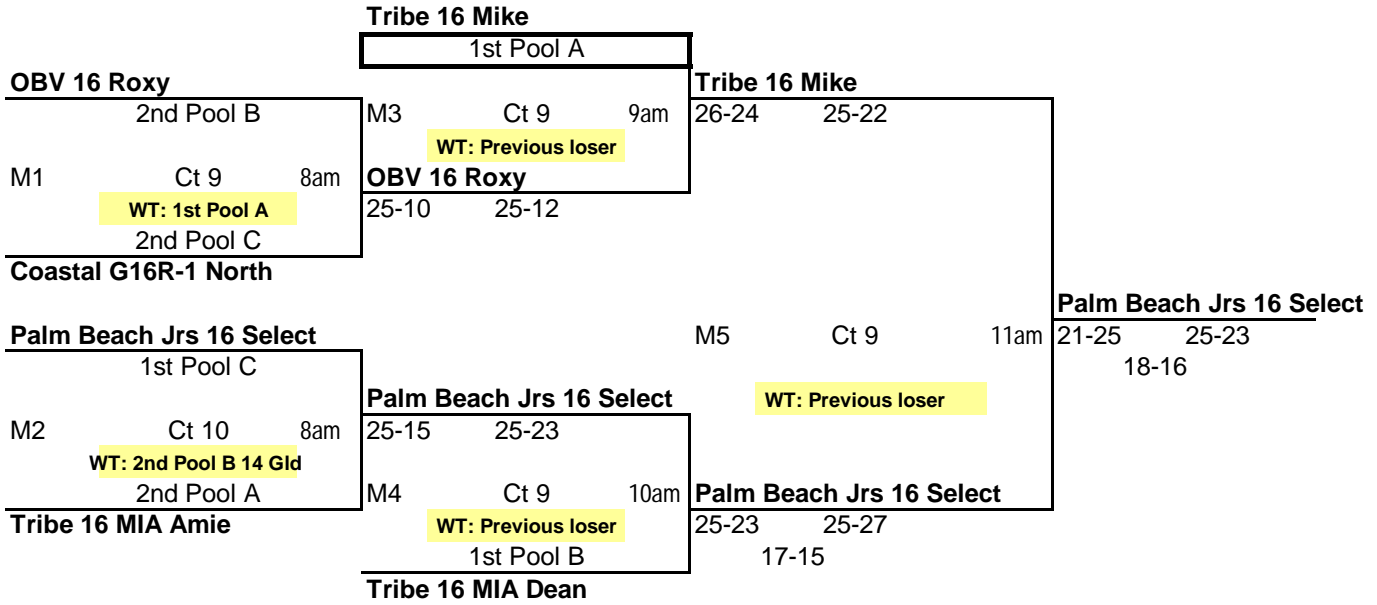 Tribe 16 Mike
1st Pool A
OBV 16 Roxy
Tribe 16 Mike
2nd Pool B
M3 Ct 9 9am
26-24 25-22
WT: Previous loser
M1 Ct 9 8am
OBV 16 Roxy
WT: 1st Pool A
25-10 25-12
2nd Pool C
Coastal G16R-1 North
Palm Beach Jrs 16 Select
Palm Beach Jrs 16 Select
M5 Ct 9 11am
21-25 25-23
1st Pool C
18-16
Palm Beach Jrs 16 Select
WT: Previous loser
M2 Ct 10 8am
25-15 25-23
WT: 2nd Pool B 14 Gld
2nd Pool A
M4 Ct 9 10am
Palm Beach Jrs 16 Select
Tribe 16 MIA Amie
WT: Previous loser
25-23 25-27
1st Pool B
17-15
Tribe 16 MIA Dean